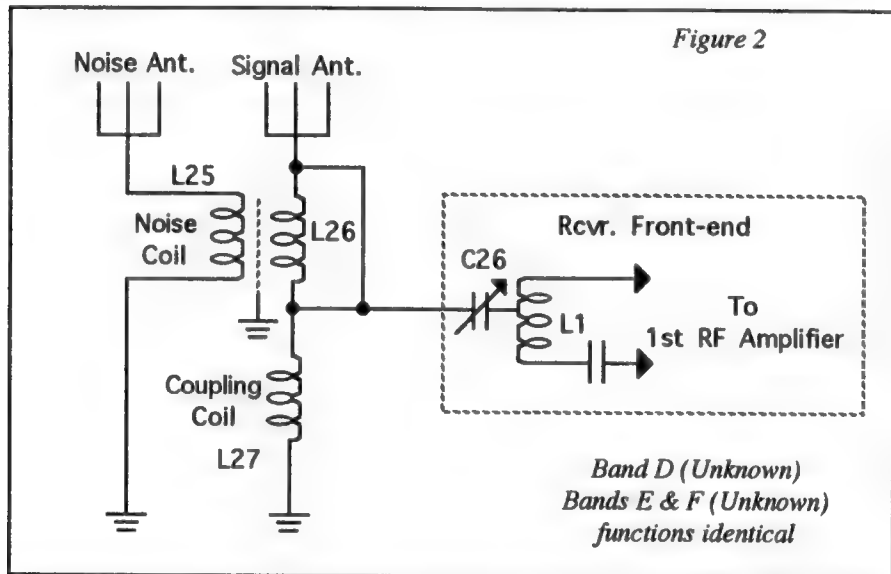 Figure 2
Noise Ant.
Signal Ant.
L25
Noise
Coil
L26
Rcvr. Front-end
C26
L1
To
1st RF Amplifier
Coupling
Coil
L27
Band D (Unknown)
Bands E & F (Unknown)
functions identical